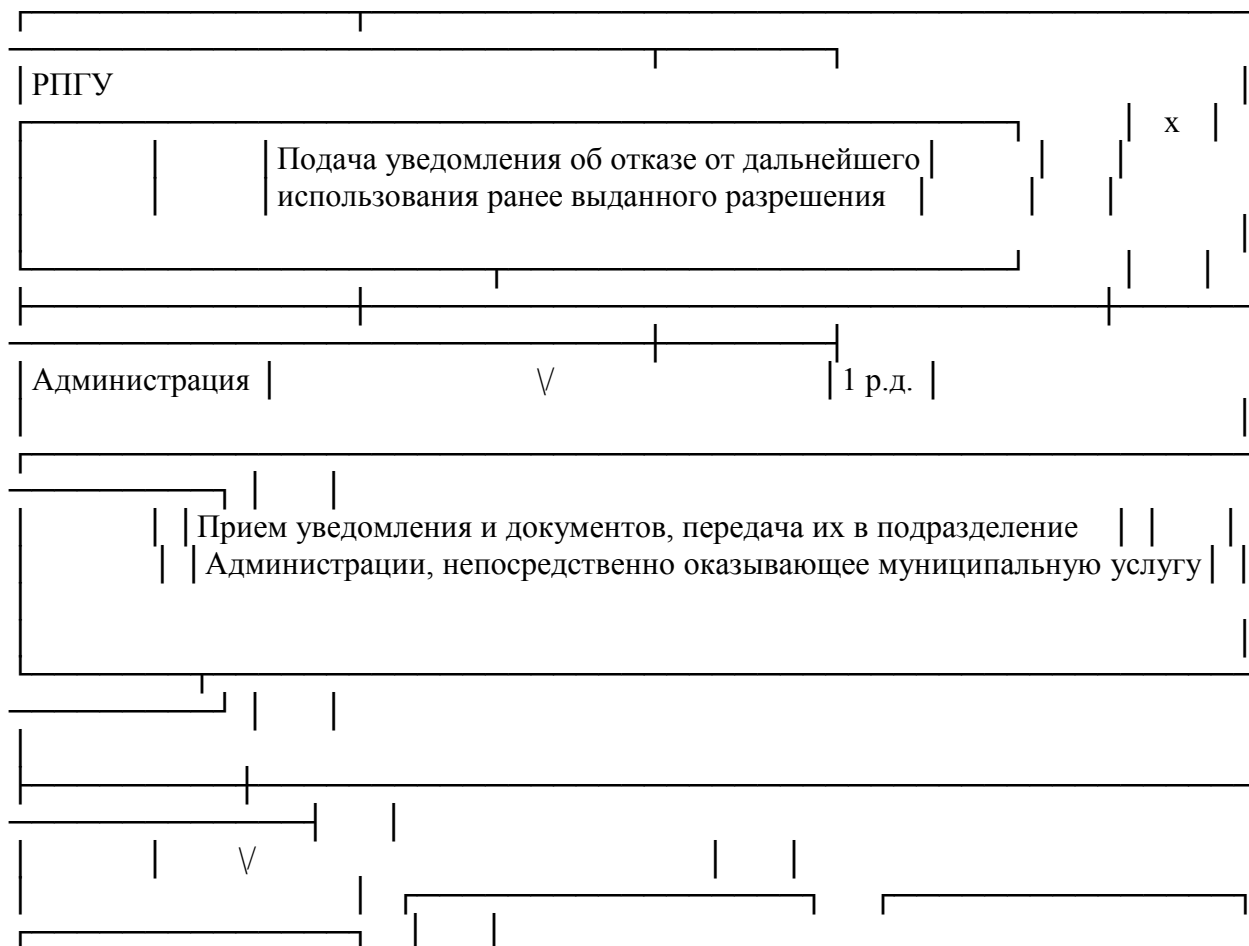 РПГУ
x
Подача уведомления об отказе от дальнейшего
использования ранее выданного разрешения
Администрация \/ 1 р.д.
Прием уведомления и документов, передача их в подразделение
Администрации, непосредственно оказывающее муниципальную услугу
\/